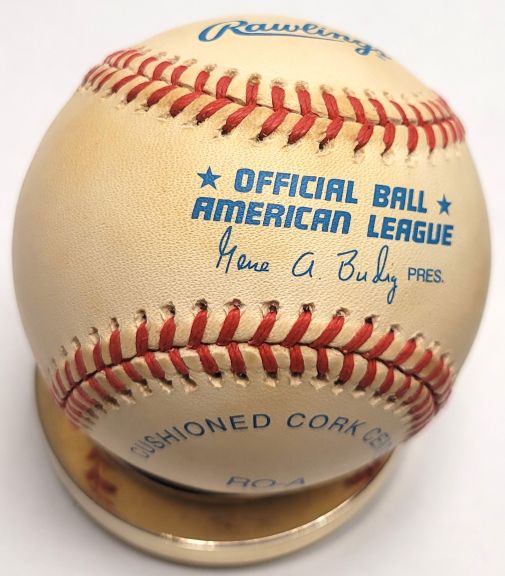 Rawlings
★ OFFICIAL BALL ★
AMERICAN LEAGUE
Gene A. Budig PRES.
CUSHIONED CORK CEN
RO-A